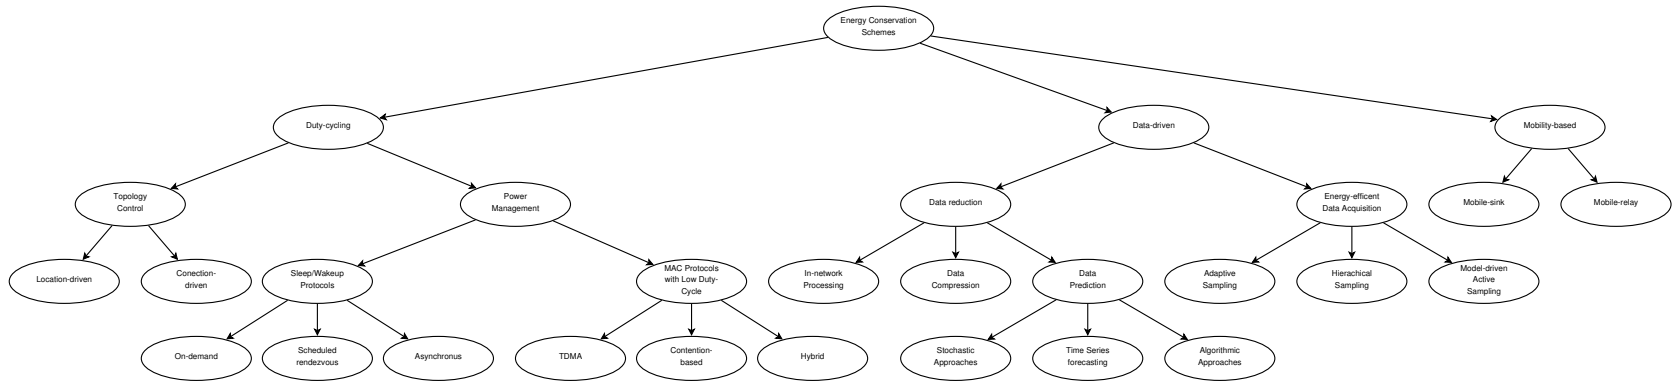 Energy Conservation
Schemes
Duty-cycling
Data-driven
Mobility-based
Topology
Control
Power
Management
Data reduction
Energy-efficent
Data Acquisition
Mobile-sink
Mobile-relay
Location-driven
Conection-
driven
Sleep/Wakeup
Protocols
MAC Protocols
with Low Duty-
Cycle
In-network
Processing
Data
Compression
Data
Prediction
Adaptive
Sampling
Hierachical
Sampling
Model-driven
Active
Sampling
On-demand
Scheduled
rendezvous
Asynchronus
TDMA
Contention-
based
Hybrid
Stochastic
Approaches
Time Series
forecasting
Algorithmic
Approaches